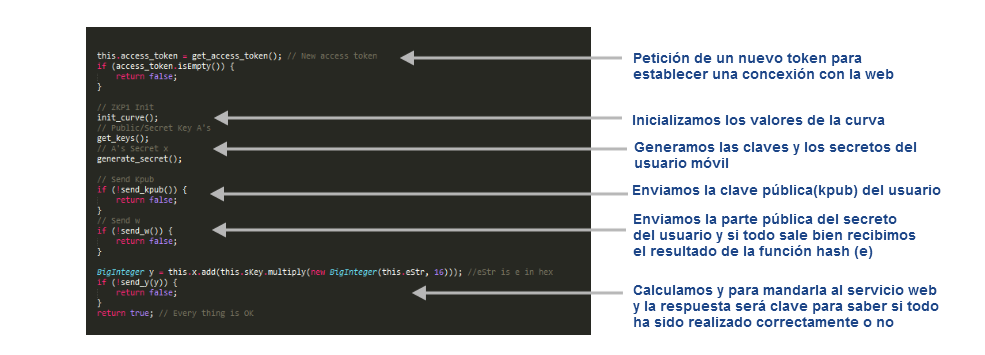 this.access_token = get_access_token(); // New access token
if (access_token.isEmpty()) {
return false;
}
// ZKP1 Init
init_curve();
// Public/Secret Key A's
get_keys();
// A's Secret x
generate_secret();
// Send Kpub
if (!send_kpub()) {
return false;
}
// Send w
if (!send_w()) {
return false;
}
BigInteger y = this.x.add(this.sKey.multiply(new BigInteger(this.eStr, 16))); //eStr is e in hex
if (!send_y(y)) {
return false;
}
return true; // Every thing is OK
Petición de un nuevo token para
establecer una concexión con la web
Inicializamos los valores de la curva
Generamos las claves y los secretos del
usuario móvil
Enviamos la clave pública(kpub) del usuario
Enviamos la parte pública del secreto
del usuario y si todo sale bien recibimos
el resultado de la función hash (e)
Calculamos y para mandarla al servicio web
y la respuesta será clave para saber si todo
ha sido realizado correctamente o no